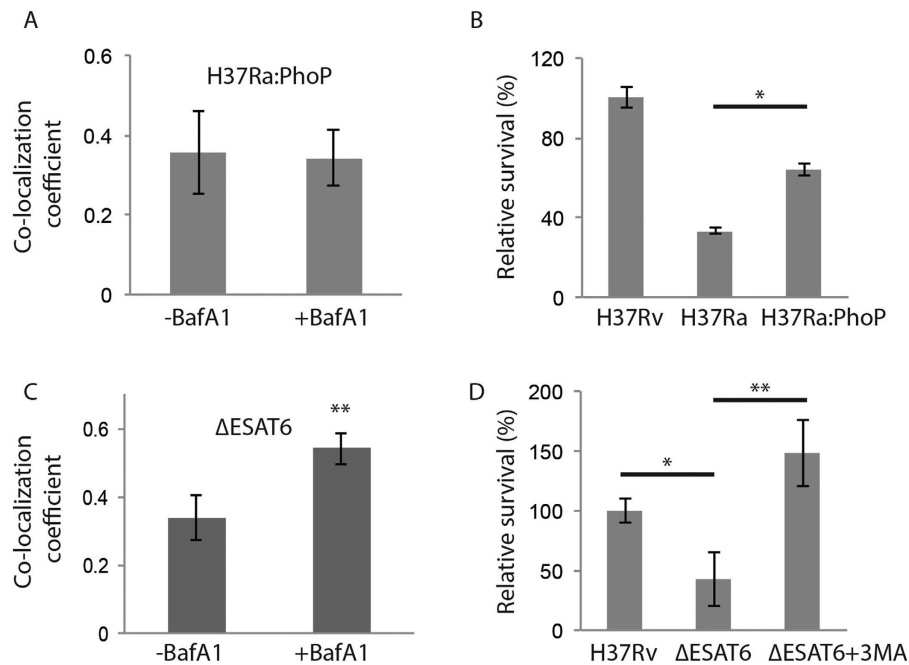 A
Co-localization
coefficient
0.6
0.4
0.2
0
H37Ra:PhoP
-BafA1 +BafA1
B
Relative survival (%)
120
80
40
0
*
H37Rv H37Ra H37Ra:PhoP
C
Co-localization
coefficient
0.6
0.4
0.2
0
ΔESAT6
**
-BafA1 +BafA1
D
Relative survival (%)
200
150
100
50
0
**
*
H37Rv ΔESAT6 ΔESAT6+3MA